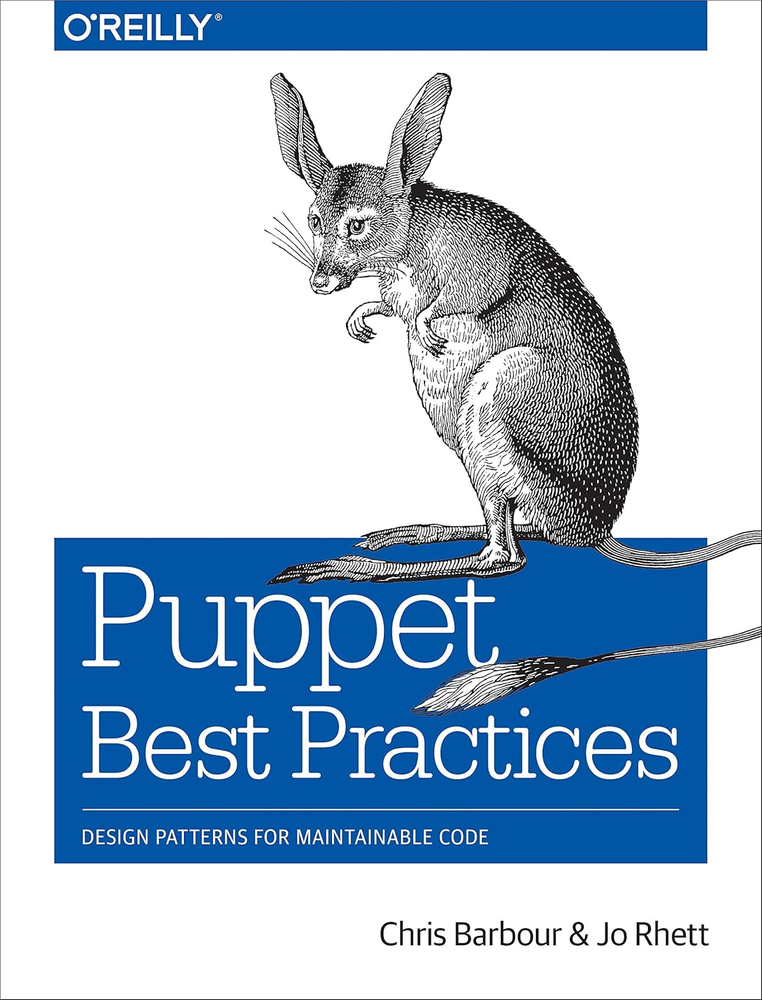 O'REILLY®
Puppet
Best Practices
DESIGN PATTERNS FOR MAINTAINABLE CODE
Chris Barbour & Jo Rhett